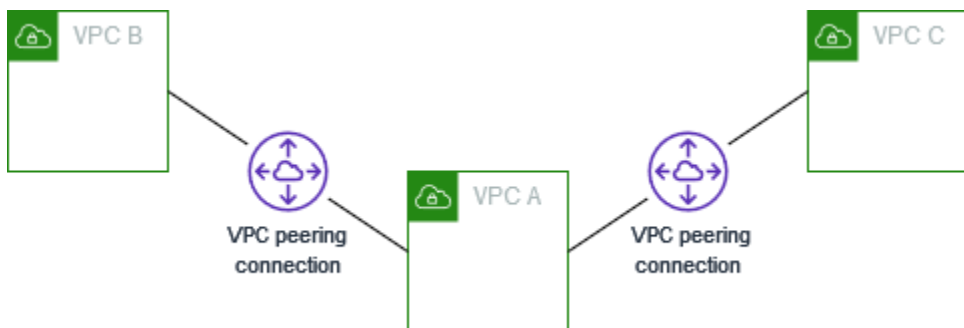 VPC B
VPC C
VPC A
VPC peering
connection
VPC peering
connection